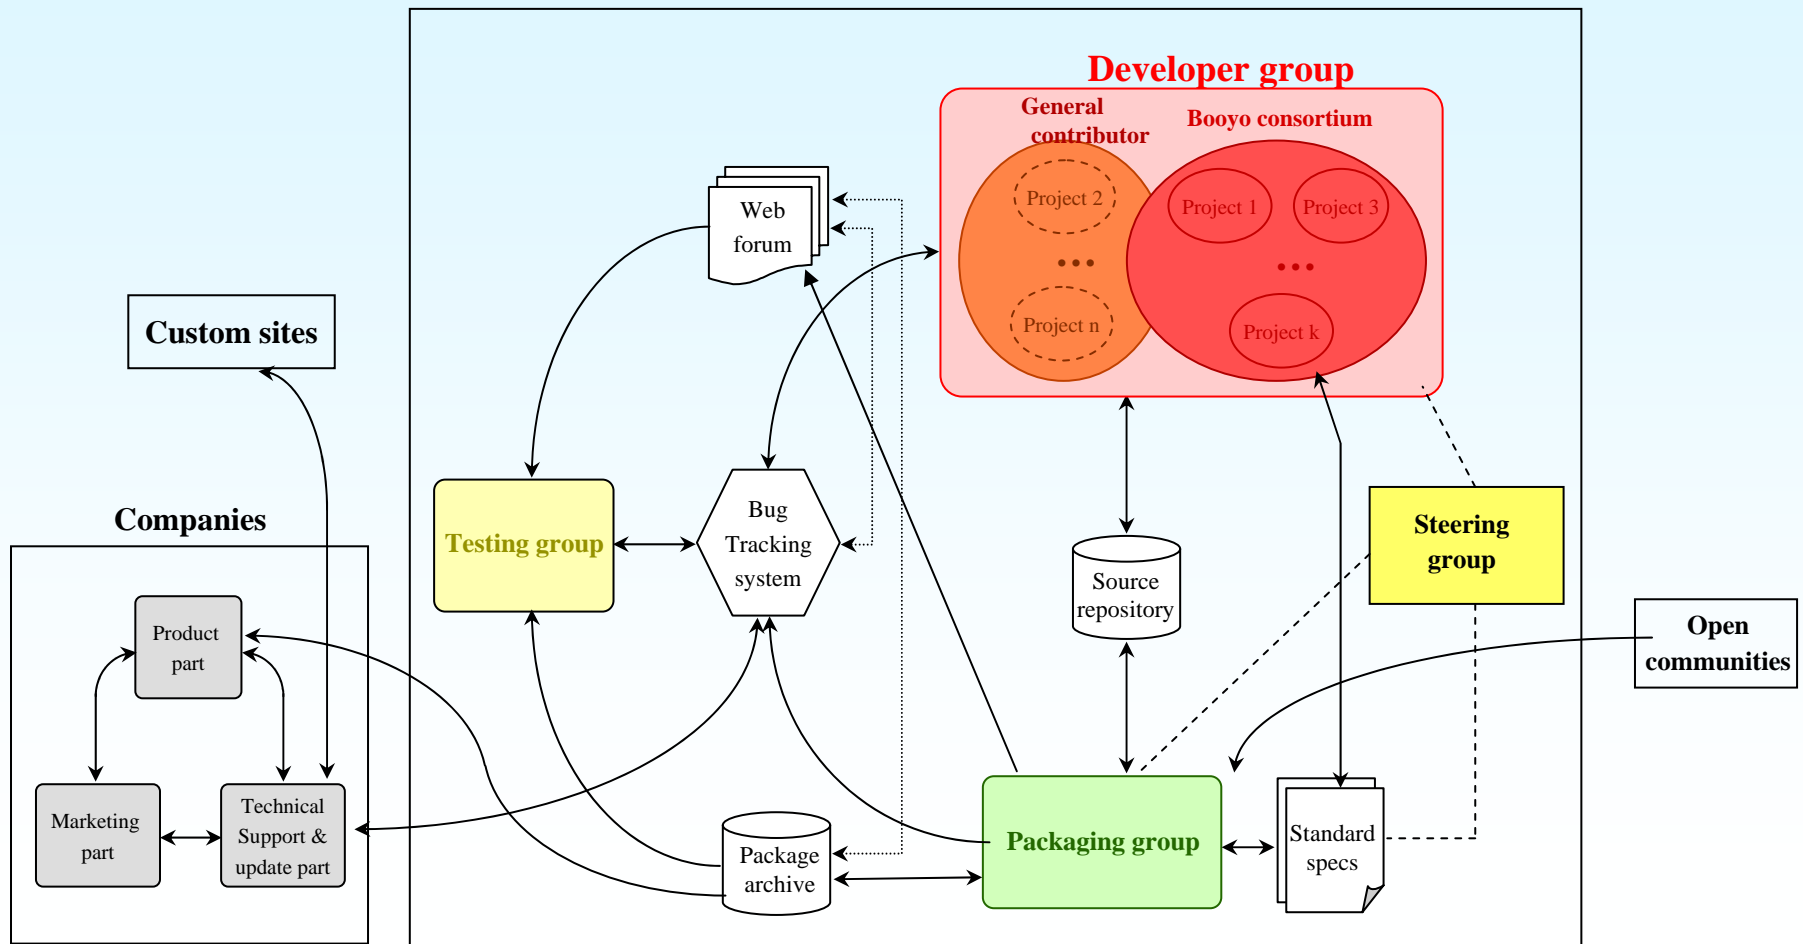 Developer group
General
contributor
Booyo consortium
Project 2
Project 1
Project 3
...
...
Project n
Project k
Web
forum
Custom sites
Companies
Testing group
Bug
Tracking
system
Steering
group
Source
repository
Open
communities
Product
part
Marketing
part
Technical
Support &
update part
Package
archive
Packaging group
Standard
specs